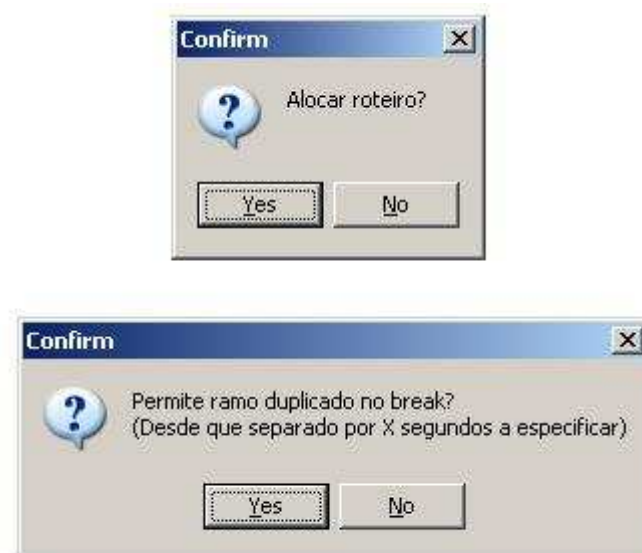 Confirm
Alocar roteiro?
Yes No
Confirm
Permite ramo duplicado no break?
(Desde que separado por X segundos a especificar)
Yes No